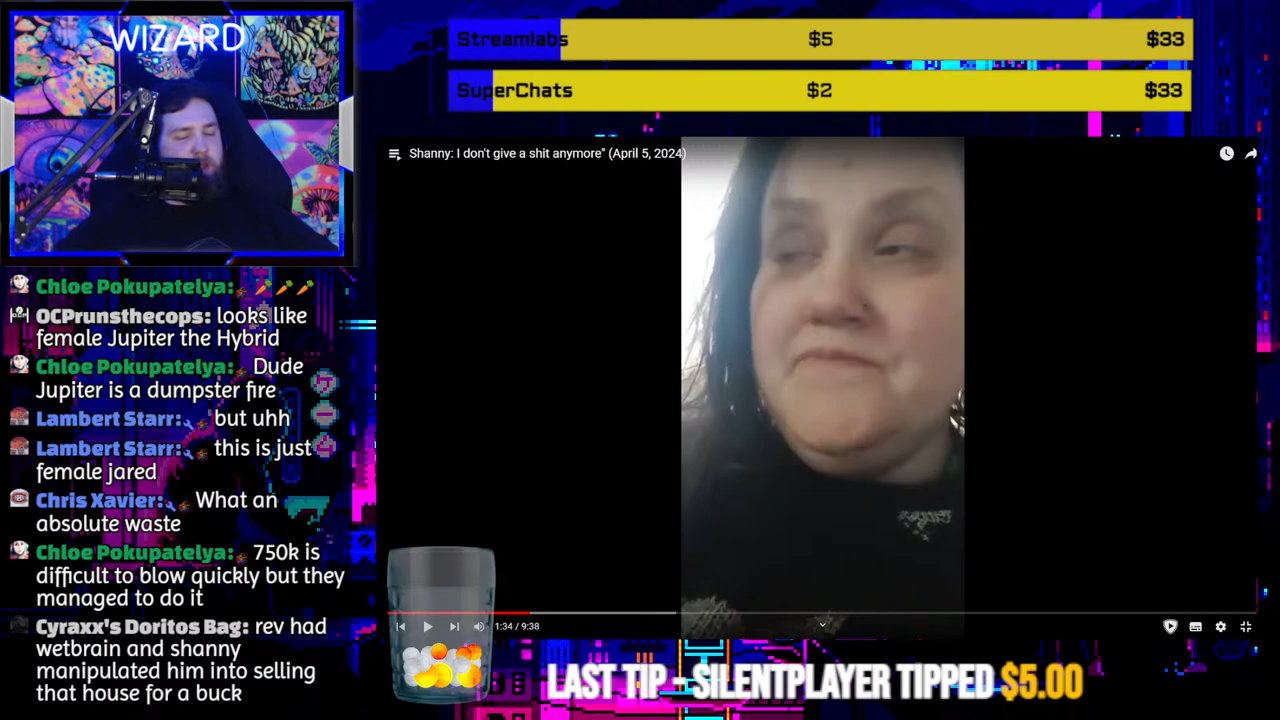 WIZARD
Streamlabs $5 $33
SuperChats $2 $33
Shanny: I don't give a shit anymore" (April 5, 2024)
Chloe Pokupatelya:
OCPrunsthecops: looks like
female Jupiter the Hybrid
Chloe Pokupatelya: Dude
Jupiter is a dumpster fire
Lambert Starr: but uhh
Lambert Starr: this is just
female jared
Chris Xavier: What an
absolute waste
Chloe Pokupatelya: 750k is
difficult to blow quickly but they
managed to do it
Cyraxx's Doritos Bag: rev had
wetbrain and shanny
manipulated him into selling
that house for a buck
1:34 / 9:38
LAST TIP - SILENTPLAYER TIPPED $5.00